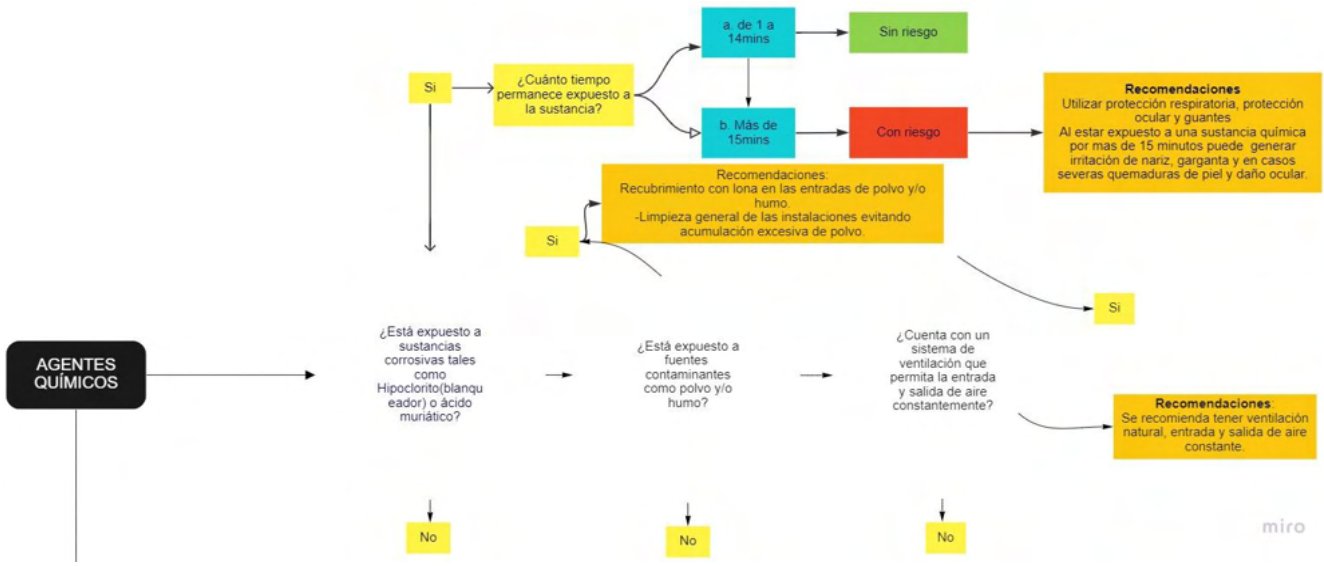 a. de 1 a
14mins
Sin riesgo
Si
¿Cuánto tiempo
permanece expuesto a
la sustancia?
b. Más de
15mins
Con riesgo
Recomendaciones
Utilizar protección respiratoria, protección
ocular y guantes
Al estar expuesto a una sustancia química
por mas de 15 minutos puede generar
irritación de nariz, garganta y en casos
severas quemaduras de piel y daño ocular.
Recomendaciones:
Recubrimiento con lona en las entradas de polvo y/o
humo.
-Limpieza general de las instalaciones evitando
acumulación excesiva de polvo.
Si
Si
AGENTES
QUÍMICOS
¿Está expuesto a
sustancias
corrosivas tales
como
Hipoclorito(blanqu
eador) o ácido
muriático?
¿Está expuesto a
fuentes
contaminantes
como polvo y/o
humo?
¿Cuenta con un
sistema de
ventilación que
permita la entrada
y salida de aire
constantemente?
Recomendaciones:
Se recomienda tener ventilación
natural, entrada y salida de aire
constante.
No
No
No
miro